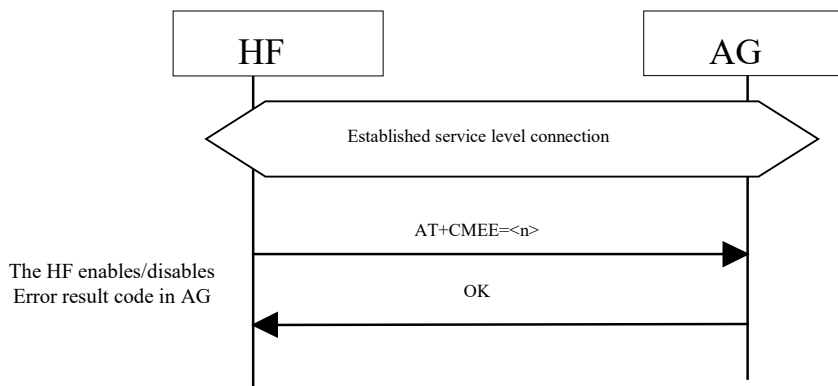 HF
AG
Established service level connection
AT+CMEE=<n>
The HF enables/disables
Error result code in AG
OK